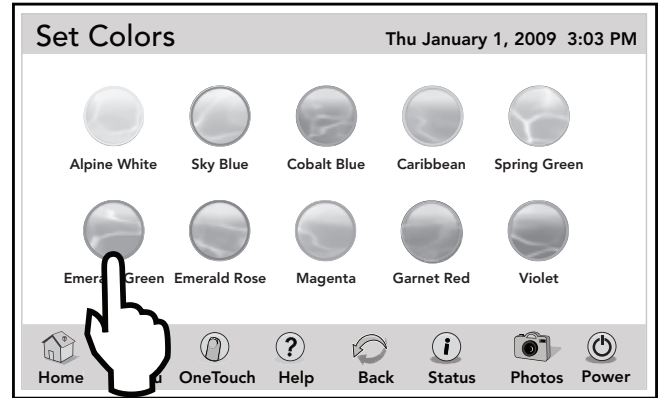 Set Colors Thu January 1, 2009 3:03 PM
Alpine White Sky Blue Cobalt Blue Caribbean Spring Green
Green Emerald Rose Magenta Garnet Red Violet
Home OneTouch Help Back Status Photos Power